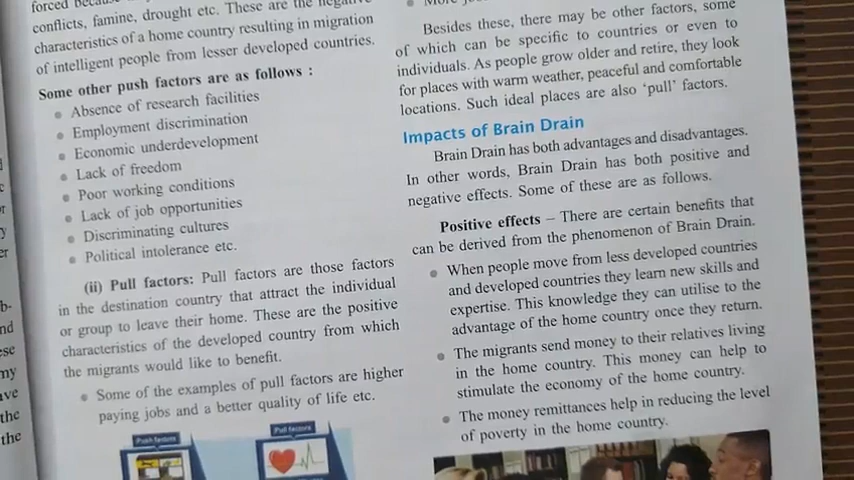 forced
conflicts, famine, drought etc. These are the negative
characteristics of a home country resulting in migration
of intelligent people from lesser developed countries.
Some other push factors are as follows :
• Absence of research facilities
• Employment discrimination
• Economic underdevelopment
• Lack of freedom
• Poor working conditions
• Lack of job opportunities
• Discriminating cultures
• Political intolerance etc.
(ii) Pull factors: Pull factors are those factors
in the destination country that attract the individual
or group to leave their home. These are the positive
characteristics of the developed country from which
the migrants would like to benefit.
• Some of the examples of pull factors are higher
paying jobs and a better quality of life etc.
Push factors
Pull factors
Besides these, there may be other factors, some
of which can be specific to countries or even to
individuals. As people grow older and retire, they look
for places with warm weather, peaceful and comfortable
locations. Such ideal places are also ‘pull’ factors.
Impacts of Brain Drain
Brain Drain has both advantages and disadvantages.
In other words, Brain Drain has both positive and
negative effects. Some of these are as follows.
Positive effects – There are certain benefits that
can be derived from the phenomenon of Brain Drain.
• When people move from less developed countries
and developed countries they learn new skills and
expertise. This knowledge they can utilise to the
advantage of the home country once they return.
• The migrants send money to their relatives living
in the home country. This money can help to
stimulate the economy of the home country.
• The money remittances help in reducing the level
of poverty in the home country.